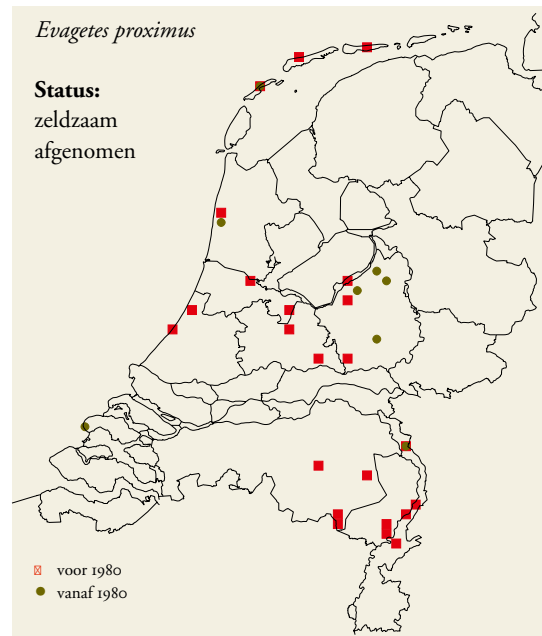 Evagetes proximus
Status:
zeldzaam
afgenomen
voor 1980
vanaf 1980